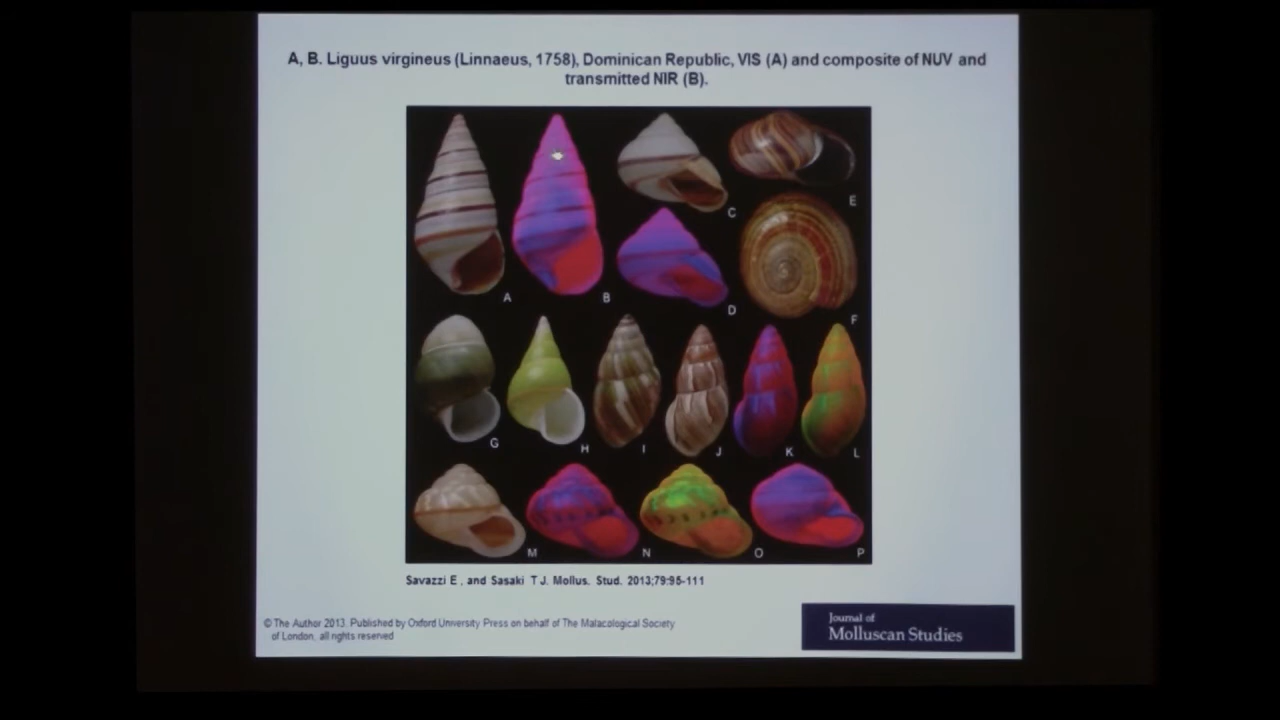 A, B. Liguus virgineus (Linnaeus, 1758), Dominican Republic, VIS (A) and composite of NUV and
transmitted NIR (B).
A
B
C
D
E
F
G
H
I
J
K
L
M
N
O
P
Savazzi E , and Sasaki T J. Mollus. Stud. 2013;79:95-111
© The Author 2013. Published by Oxford University Press on behalf of The Malacological Society
of London, all rights reserved
Journal of
Molluscan Studies